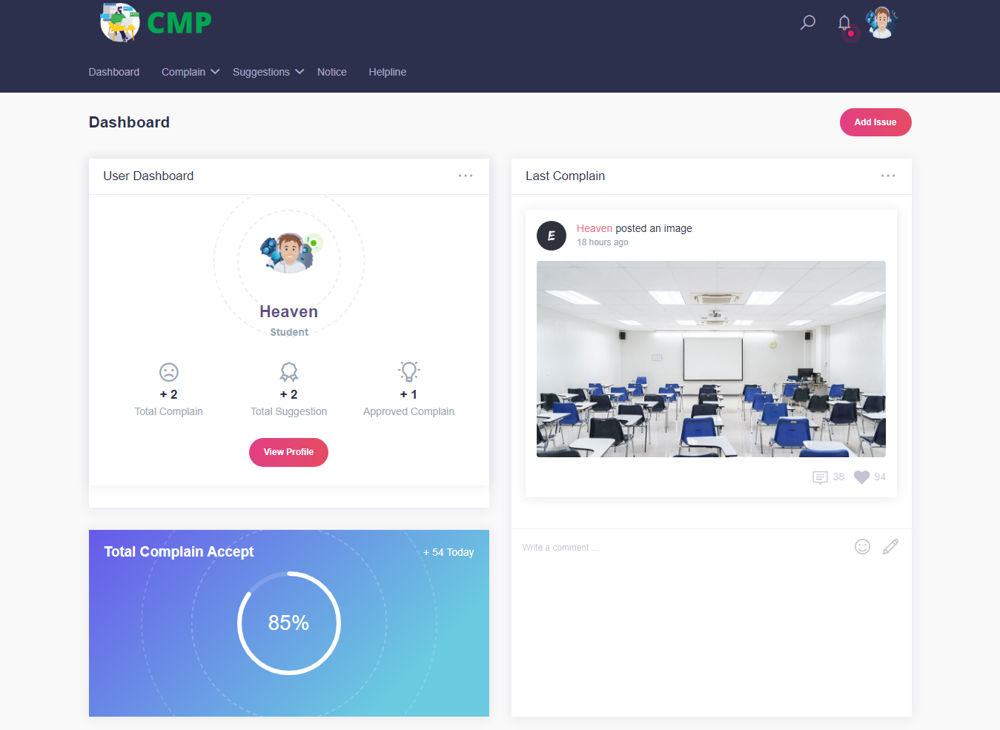 CMP
Dashboard
Complain
Suggestions
Notice
Helpline
Dashboard
Add Issue
User Dashboard
Heaven
Student
+ 2
Total Complain
+ 2
Total Suggestion
+ 1
Approved Complain
View Profile
Total Complain Accept
+ 54 Today
85%
Last Complain
E
Heaven posted an image
18 hours ago
38
94
Write a comment ...